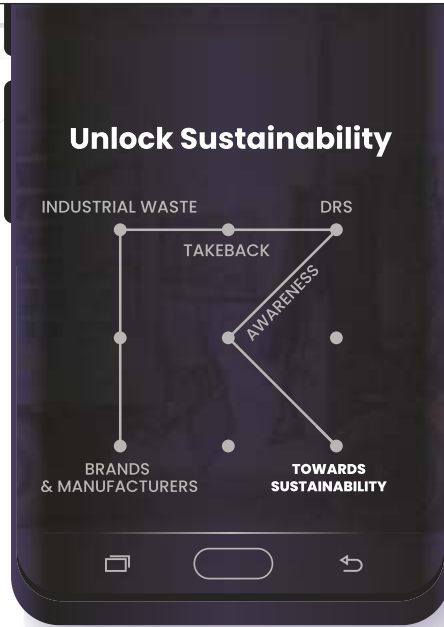 Unlock Sustainability
INDUSTRIAL WASTE
DRS
TAKEBACK
AWARENESS
BRANDS
& MANUFACTURERS
TOWARDS
SUSTAINABILITY